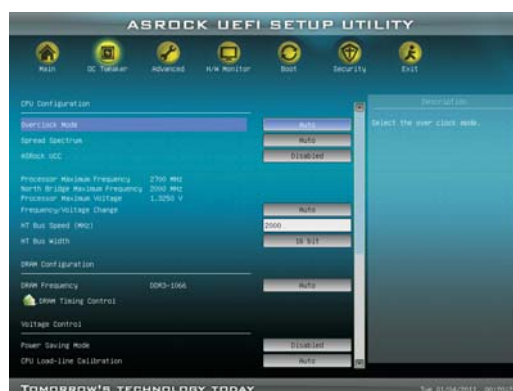 ASROCK UEFI SETUP UTILITY
Main OC Tweaker Advanced H/W Monitor Boot Security Exit
CPU Configuration
Description
Overclock Mode Auto
Select the over clock mode.
Spread Spectrum Auto
ASRock UCC Disabled
Processor Maximum Frequency 2700 MHz
North Bridge Maximum Frequency 2000 MHz
Processor Maximum Voltage 1.3250 V
Frequency/Voltage Change Auto
HT Bus Speed (MHz) 2000
HT Bus Width 16 bit
DRAM Configuration
DRAM Frequency DDR3-1066 Auto
DRAM Timing Control
Voltage Control
Power Saving Mode Disabled
CPU Load-line Calibration Auto
TOMORROW'S TECHNOLOGY TODAY